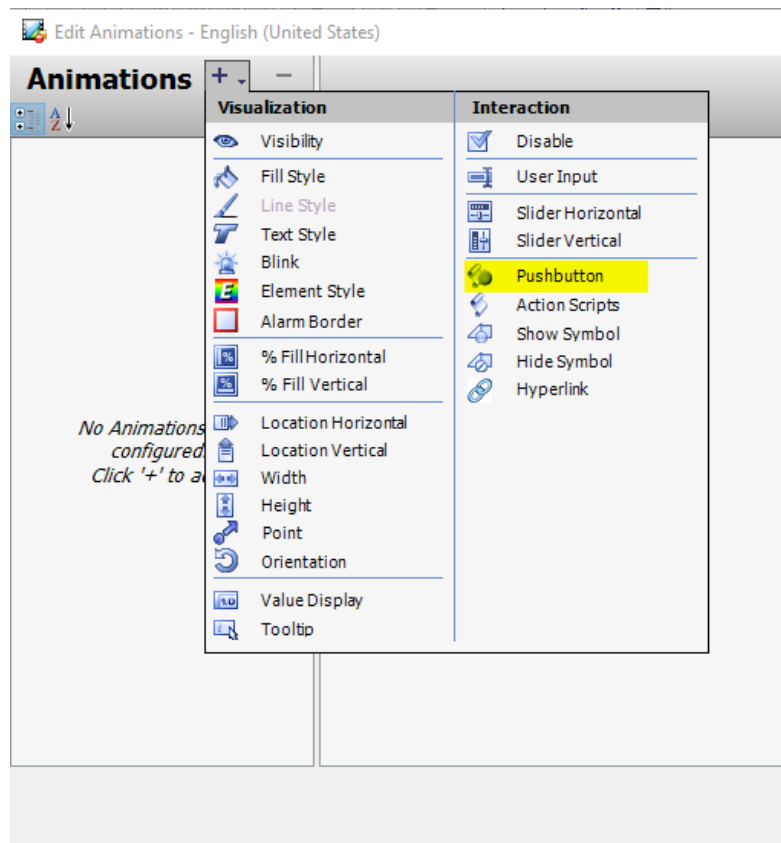 Edit Animations - English (United States)
Animations + -
Visualization
Visibility
Fill Style
Line Style
Text Style
Blink
Element Style
Alarm Border
% Fill Horizontal
% Fill Vertical
Location Horizontal
Location Vertical
Width
Height
Point
Orientation
Value Display
Tooltip
Interaction
Disable
User Input
Slider Horizontal
Slider Vertical
Pushbutton
Action Scripts
Show Symbol
Hide Symbol
Hyperlink
No Animations
configured.
Click '+' to